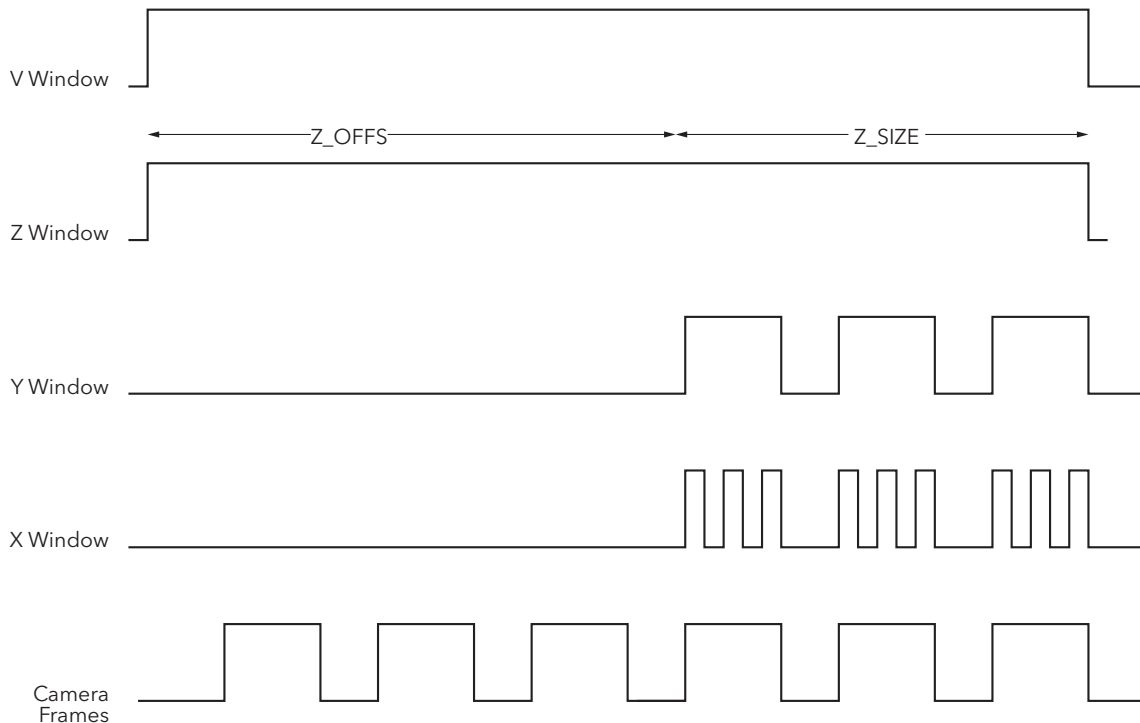 V Window
Z_OFFS
Z_SIZE
Z Window
Y Window
X Window
Camera
Frames